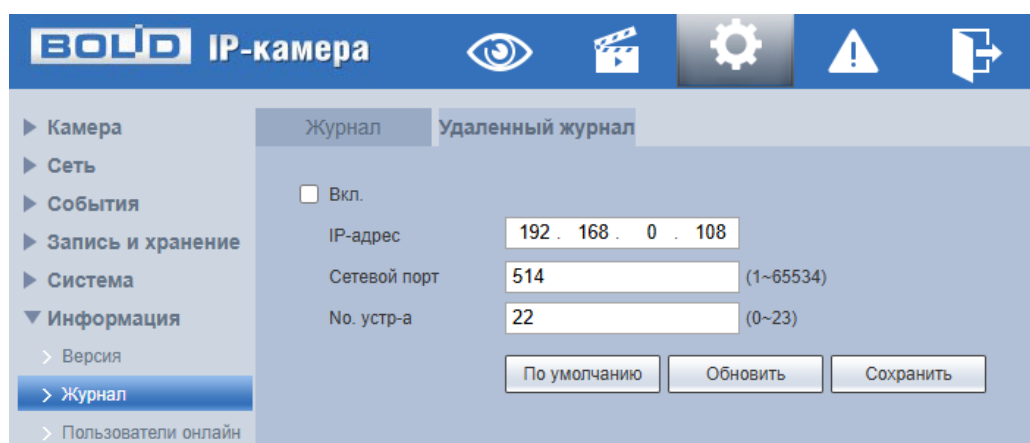 BOLID IP-камера
Камера
Сеть
События
Запись и хранение
Система
Информация
Версия
Журнал
Пользователи онлайн
Журнал Удаленный журнал
Вкл.
IP-адрес 192 . 168 . 0 . 108
Сетевой порт 514 (1~65534)
No. устр-а 22 (0~23)
По умолчанию Обновить Сохранить